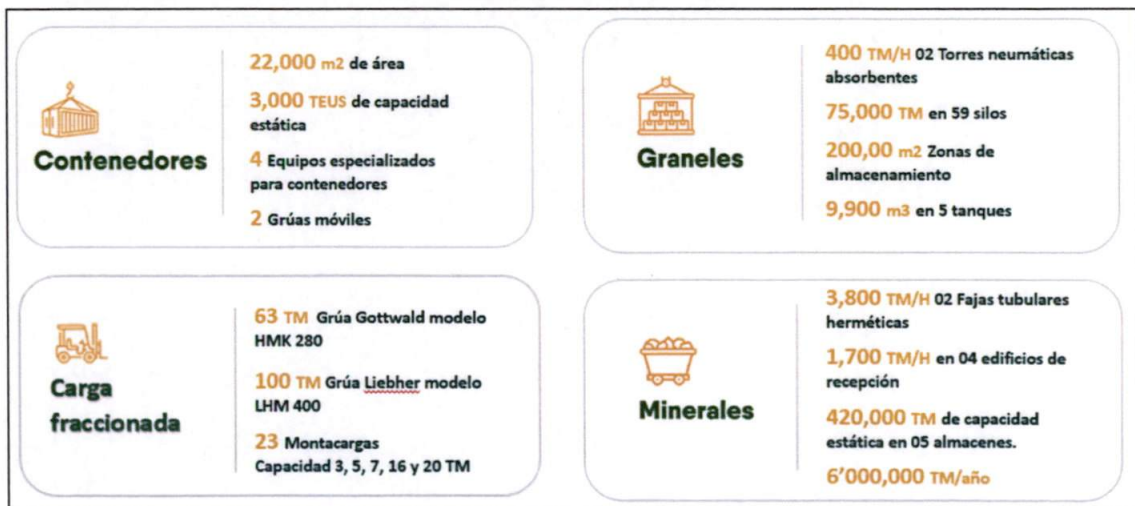 Contenedores
22,000 m2 de área
3,000 TEUS de capacidad
estática
4 Equipos especializados
para contenedores
2 Grúas móviles
Graneles
400 TM/H 02 Torres neumáticas
absorbentes
75,000 TM en 59 silos
200,00 m2 Zonas de
almacenamiento
9,900 m3 en 5 tanques
Carga
fraccionada
63 TM Grúa Gottwald modelo
HMK 280
100 TM Grúa Liebher modelo
LHM 400
23 Montacargas
Capacidad 3, 5, 7, 16 y 20 TM
Minerales
3,800 TM/H 02 Fajas tubulares
herméticas
1,700 TM/H en 04 edificios de
recepción
420,000 TM de capacidad
estática en 05 almacenes.
6’000,000 TM/año